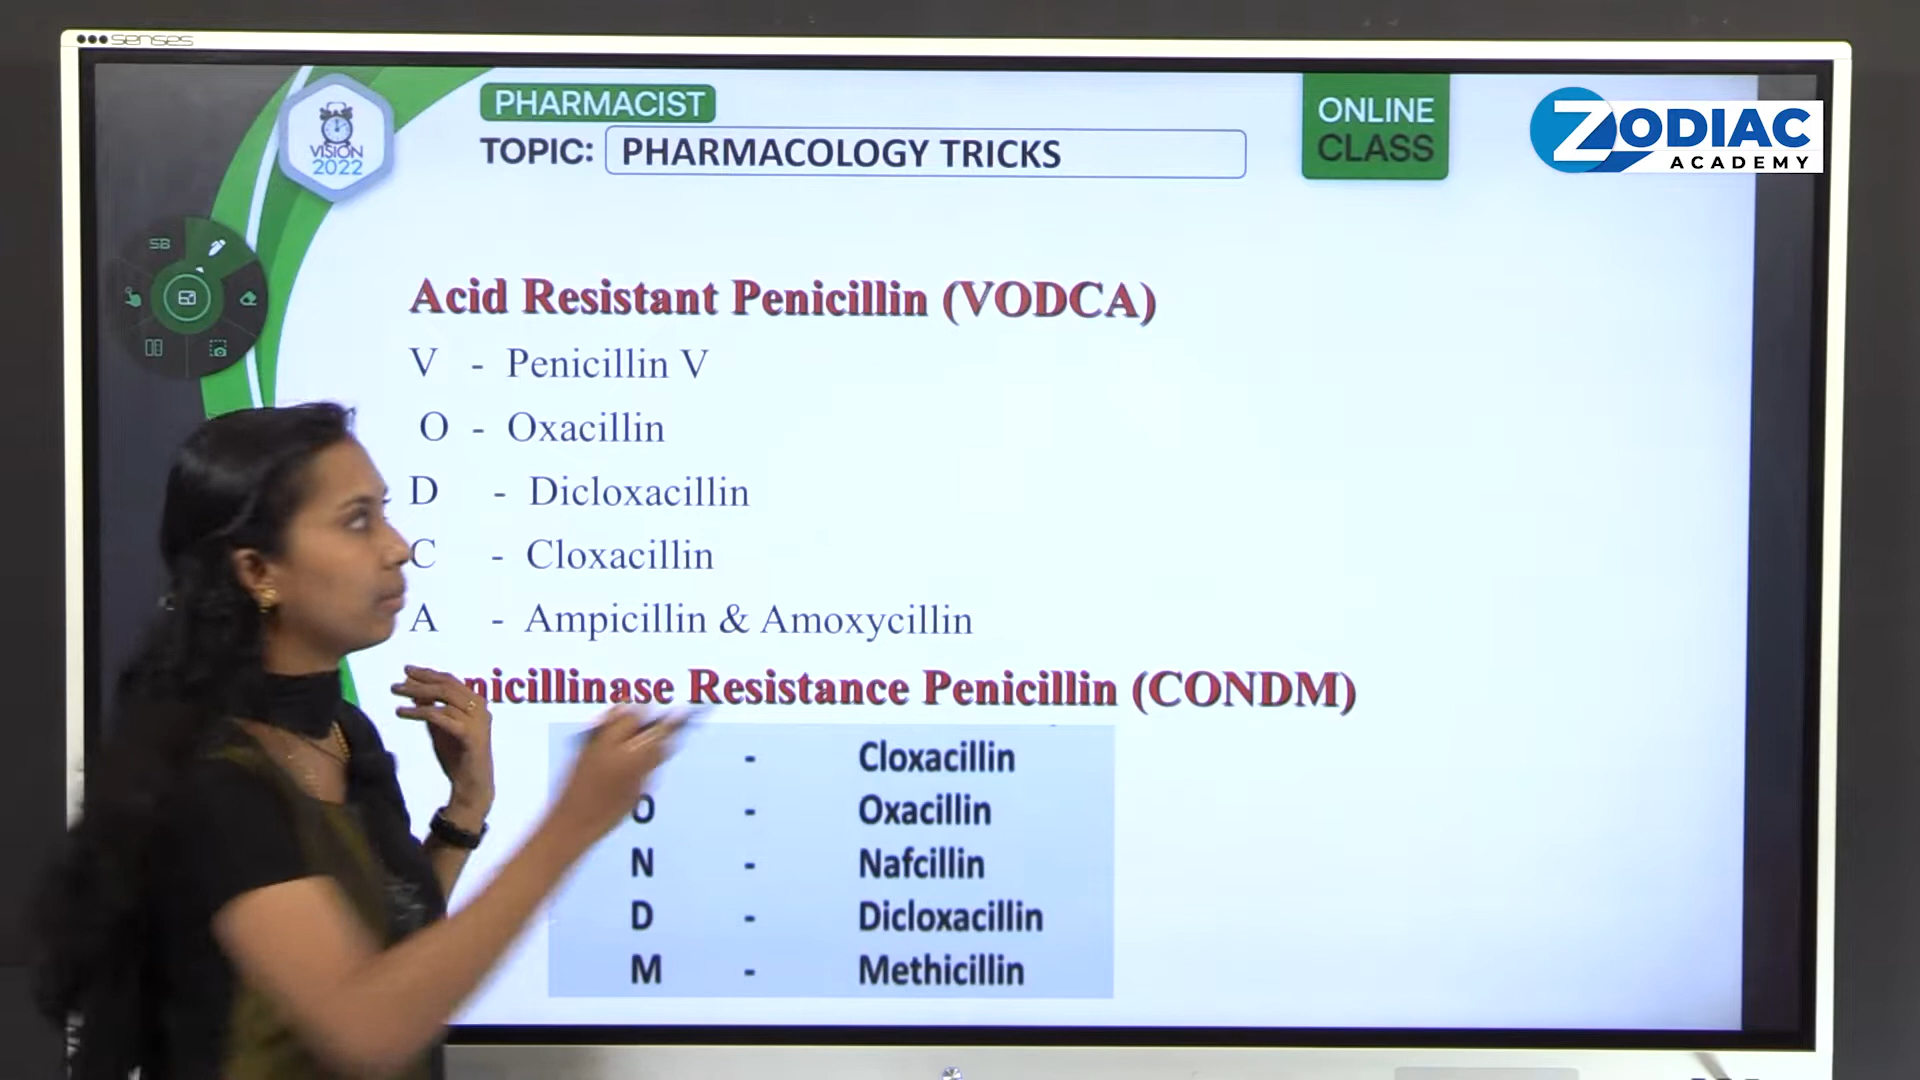 senses
PHARMACIST
TOPIC: PHARMACOLOGY TRICKS
VISION
2022
ONLINE
CLASS
ZODIAC
ACADEMY
SB
Acid Resistant Penicillin (VODCA)
V - Penicillin V
O - Oxacillin
D - Dicloxacillin
C - Cloxacillin
A - Ampicillin & Amoxycillin
nicillinase Resistance Penicillin (CONDM)
- Cloxacillin
O - Oxacillin
N - Nafcillin
D - Dicloxacillin
M - Methicillin